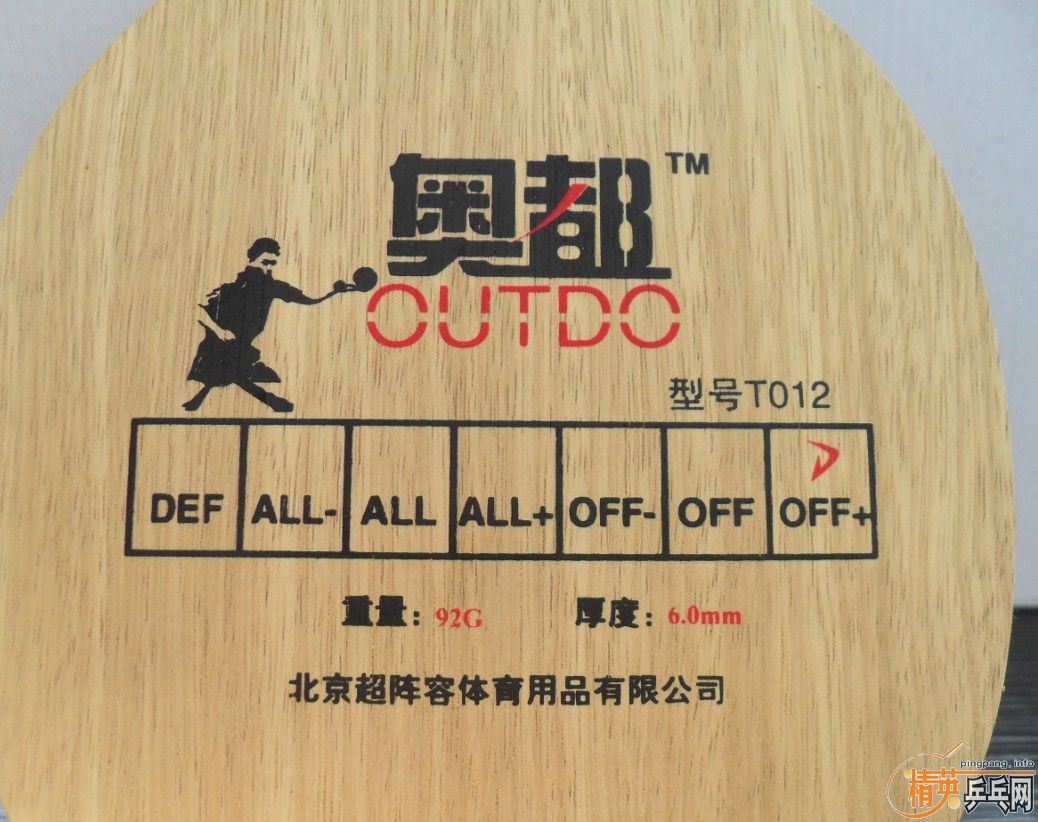 奥都 TM
OUTDO
型号T012
DEF ALL- ALL ALL+ OFF- OFF OFF+
重量：92G 厚度：6.0mm
北京超阵容体育用品有限公司
pingpang.info
精英乒乓网